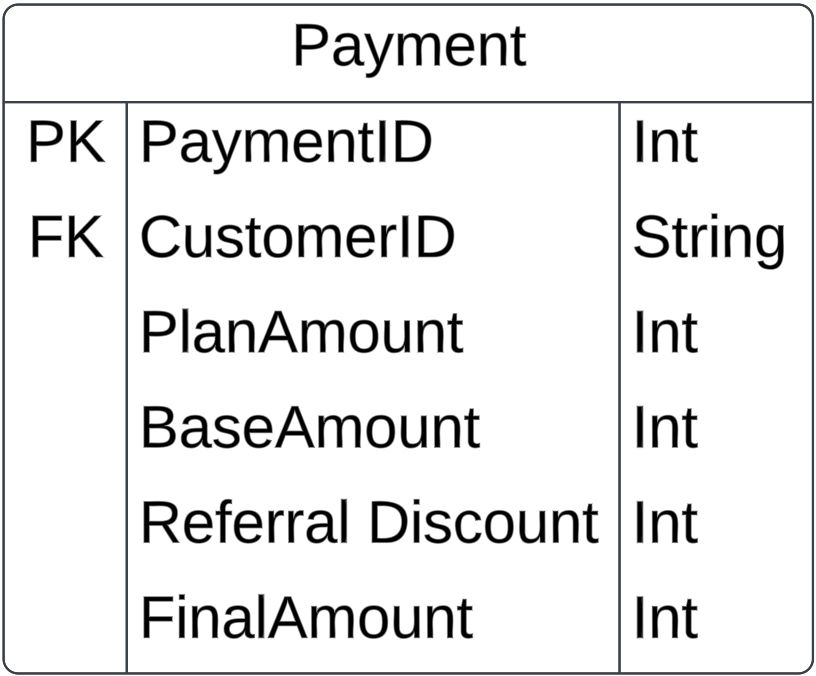 Payment
PK PaymentID Int
FK CustomerID String
PlanAmount Int
BaseAmount Int
Referral Discount Int
FinalAmount Int